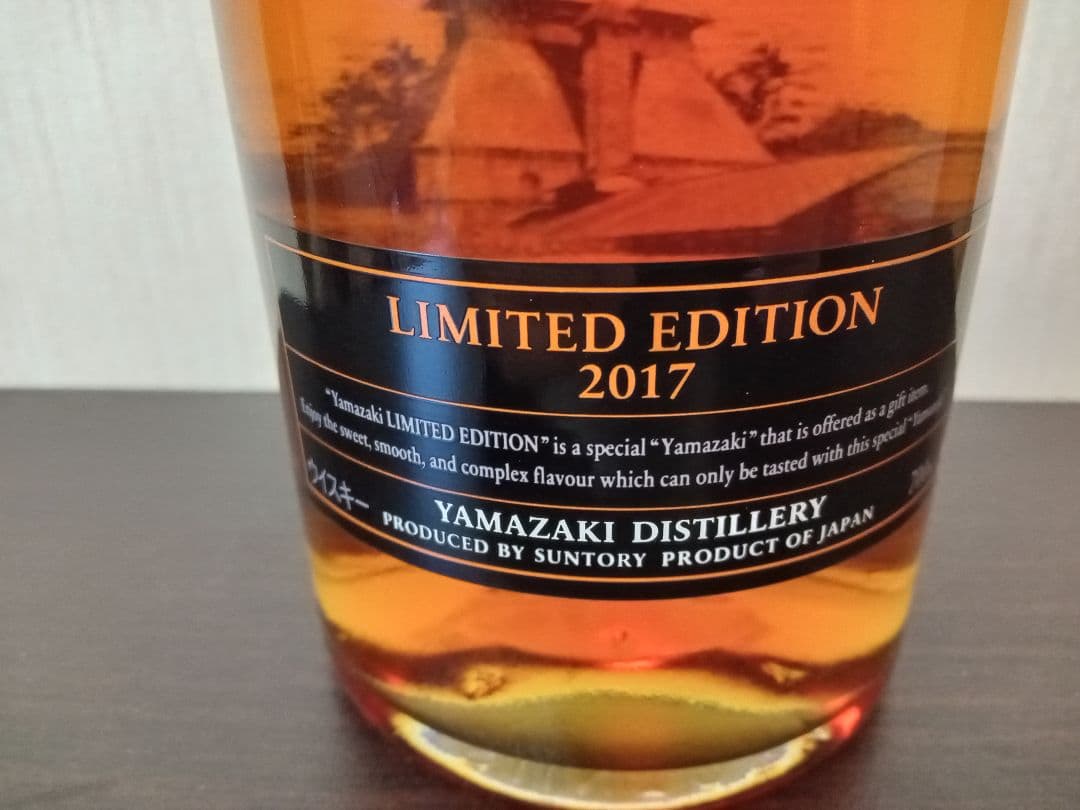 LIMITED EDITION
2017
"Yamazaki LIMITED EDITION" is a special "Yamazaki" that is offered as a gift item.
Enjoy the sweet, smooth, and complex flavour which can only be tasted with this special "Yamazaki
ウイスキー
YAMAZAKI DISTILLERY
PRODUCED BY SUNTORY PRODUCT OF JAPAN